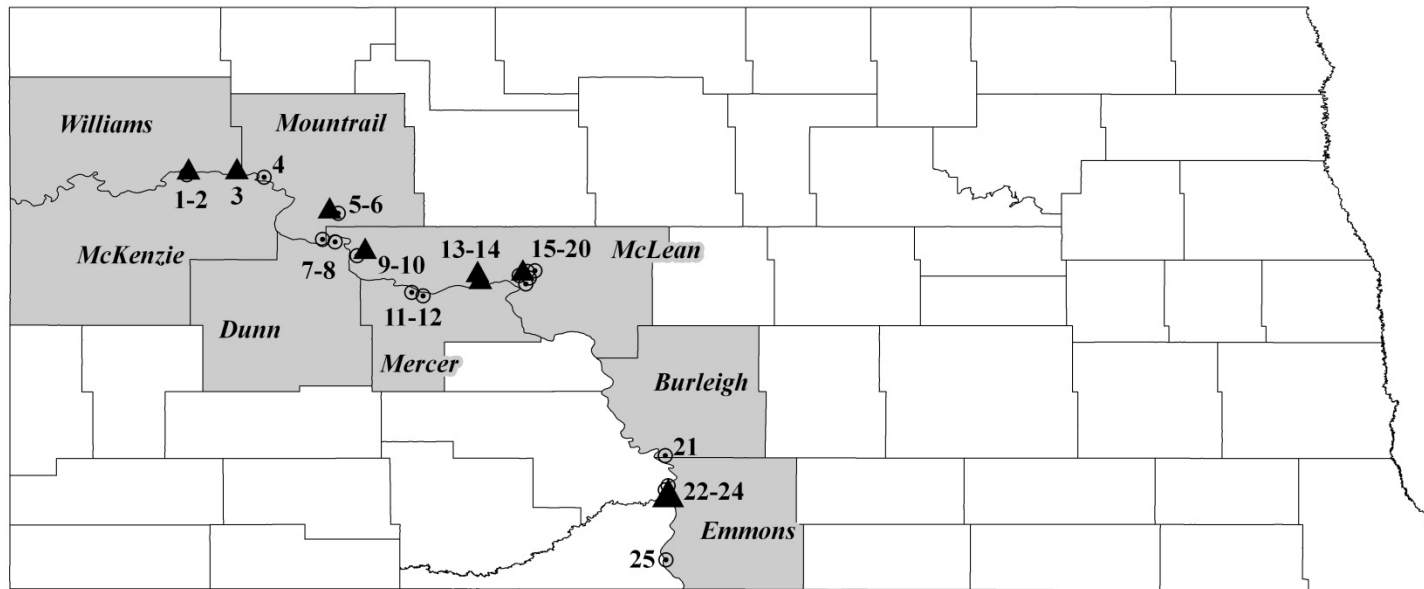 Williams
Mountrail
4
1-2
3
5-6
McKenzie
7-8
9-10
13-14
15-20
McLean
11-12
Dunn
Mercer
Burleigh
21
22-24
Emmons
25